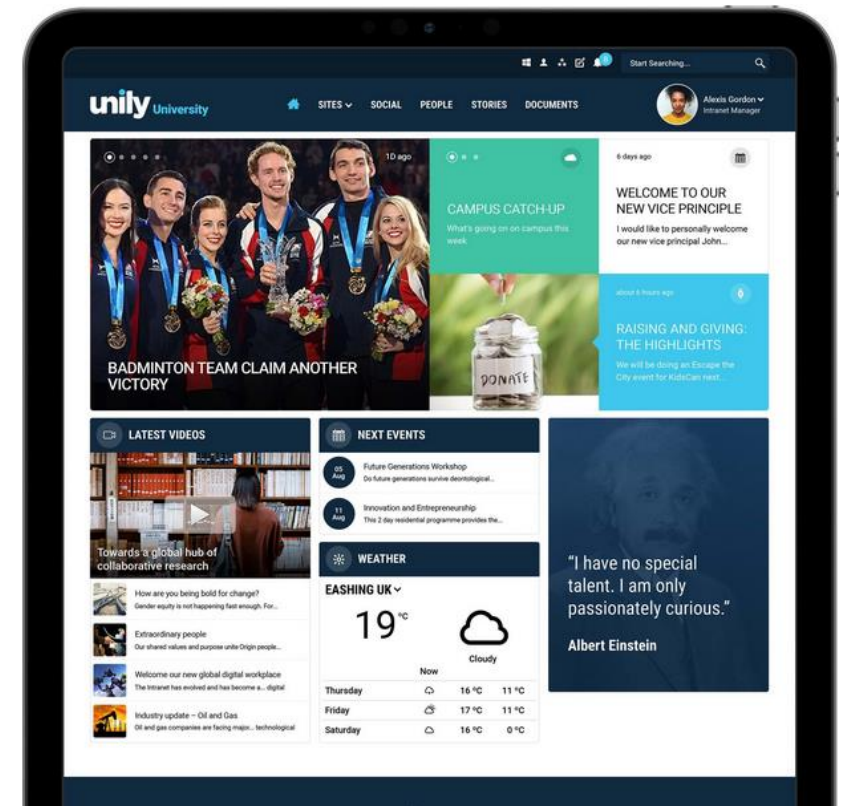 Start Searching...
unily University
SITES
SOCIAL
PEOPLE
STORIES
DOCUMENTS
Alexis Gordon
Intranet Manager
1D ago
BADMINTON TEAM CLAIM ANOTHER
VICTORY
CAMPUS CATCH-UP
What's going on on campus this
week
6 days ago
WELCOME TO OUR
NEW VICE PRINCIPLE
I would like to personally welcome
our new vice principal John...
DONATE
about 6 hours ago
RAISING AND GIVING:
THE HIGHLIGHTS
We will be doing an Escape the
City event for KidsCan next...
LATEST VIDEOS
Towards a global hub of
collaborative research
How are you being bold for change?
Gender equity is not happening fast enough. For...
Extraordinary people
Our shared values and purpose unite Origin people...
Welcome our new global digital workplace
The Intranet has evolved and has become a... digital
Industry update – Oil and Gas
Oil and gas companies are facing major... technological
NEXT EVENTS
05
Aug
Future Generations Workshop
Do future generations survive deontological...
11
Aug
Innovation and Entrepreneurship
This 2 day residential programme provides the...
WEATHER
EASHING UK
19 °C
Cloudy
Now
Thursday 16 ºC 11 ºC
Friday 17 ºC 11 ºC
Saturday 16 ºC 0 ºC
“I have no special
talent. I am only
passionately curious.”
Albert Einstein